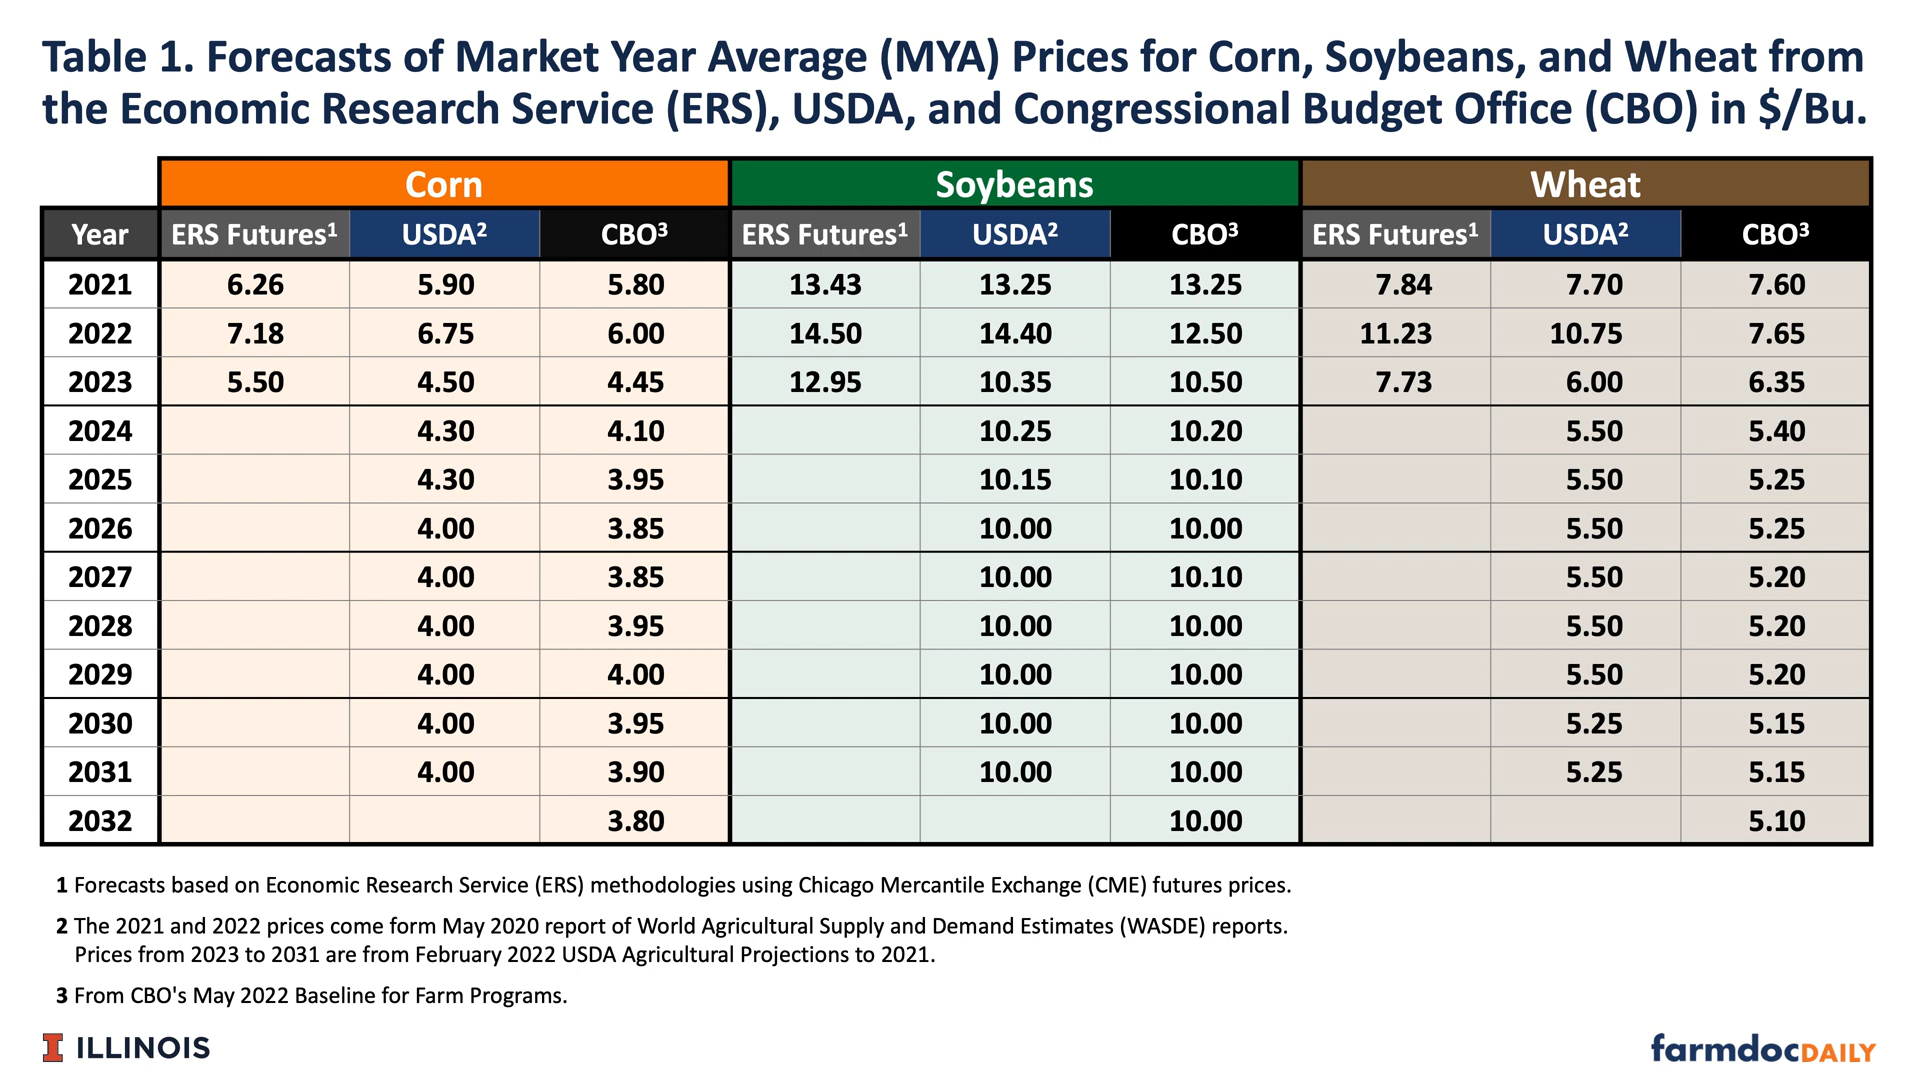 Table 1. Forecasts of Market Year Average (MYA) Prices for Corn, Soybeans, and Wheat from
the Economic Research Service (ERS), USDA, and Congressional Budget Office (CBO) in $/Bu.
Corn Soybeans Wheat
Year ERS Futures¹ USDA² CBO³ ERS Futures¹ USDA² CBO³ ERS Futures¹ USDA² CBO³
2021 6.26 5.90 5.80 13.43 13.25 13.25 7.84 7.70 7.60
2022 7.18 6.75 6.00 14.50 14.40 12.50 11.23 10.75 7.65
2023 5.50 4.50 4.45 12.95 10.35 10.50 7.73 6.00 6.35
2024 4.30 4.10 10.25 10.20 5.50 5.40
2025 4.30 3.95 10.15 10.10 5.50 5.25
2026 4.00 3.85 10.00 10.00 5.50 5.25
2027 4.00 3.85 10.00 10.10 5.50 5.20
2028 4.00 3.95 10.00 10.00 5.50 5.20
2029 4.00 4.00 10.00 10.00 5.50 5.20
2030 4.00 3.95 10.00 10.00 5.25 5.15
2031 4.00 3.90 10.00 10.00 5.25 5.15
2032 3.80 10.00 5.10
1 Forecasts based on Economic Research Service (ERS) methodologies using Chicago Mercantile Exchange (CME) futures prices.
2 The 2021 and 2022 prices come form May 2020 report of World Agricultural Supply and Demand Estimates (WASDE) reports.
Prices from 2023 to 2031 are from February 2022 USDA Agricultural Projections to 2021.
3 From CBO's May 2022 Baseline for Farm Programs.
I ILLINOIS
farmdocDAILY